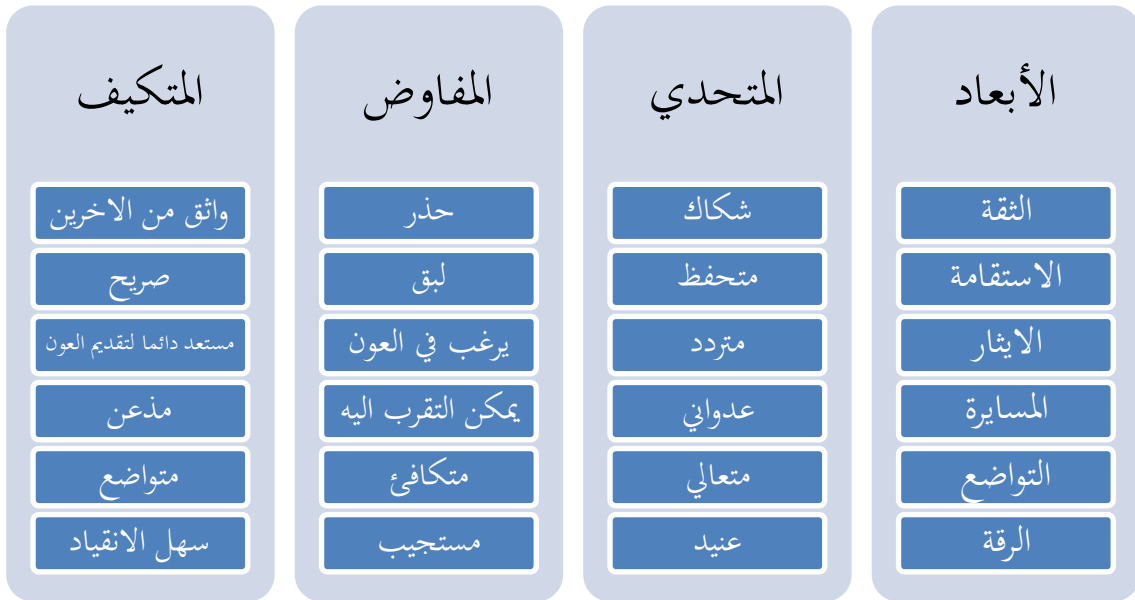 الأبعاد
الثقة
الاستقامة
الايثار
المسايرة
التواضع
الرقة
المتحدي
شكاك
متحفظ
متردد
عدواني
متعالي
عنيد
المفاوض
حذر
لبق
يرغب في العون
يمكن التقرب اليه
متكافئ
مستجيب
المتكيف
واثق من الاخرين
صريح
مستعد دائما لتقديم العون
مذعن
متواضع
سهل الانقياد